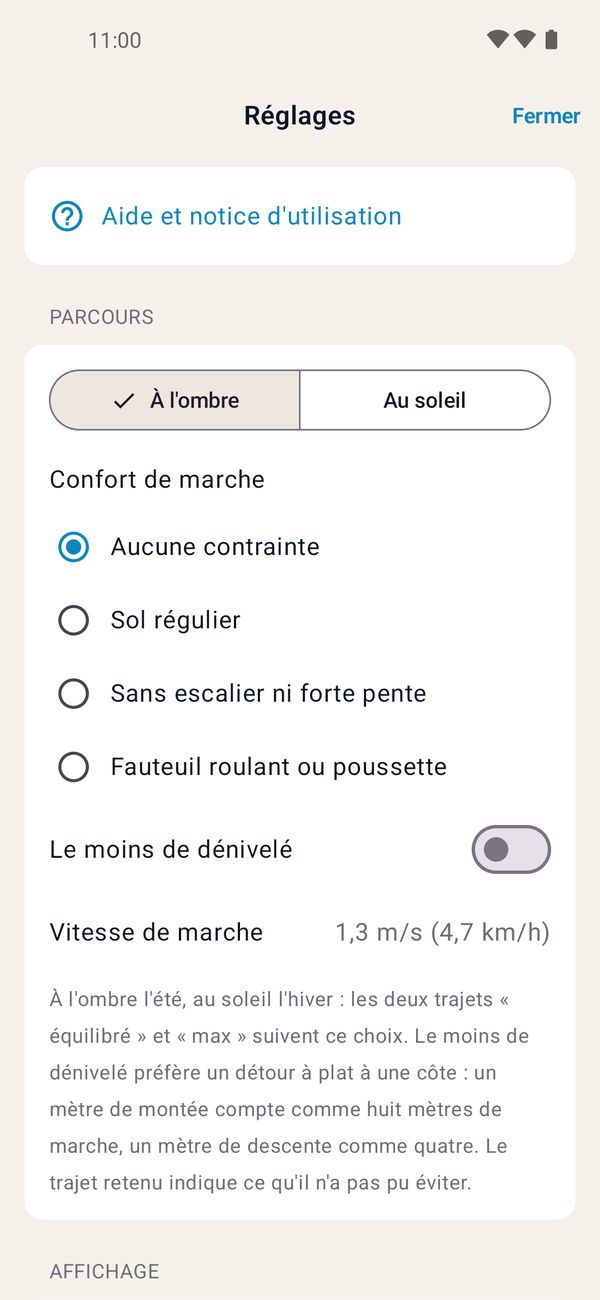 11:00
Réglages
Fermer
Aide et notice d'utilisation
PARCOURS
À l'ombre
Au soleil
Confort de marche
Aucune contrainte
Sol régulier
Sans escalier ni forte pente
Fauteuil roulant ou poussette
Le moins de dénivelé
Vitesse de marche
1,3 m/s (4,7 km/h)
À l'ombre l'été, au soleil l'hiver : les deux trajets «
équilibré » et « max » suivent ce choix. Le moins de
dénivelé préfère un détour à plat à une côte : un
mètre de montée compte comme huit mètres de
marche, un mètre de descente comme quatre. Le
trajet retenu indique ce qu'il n'a pas pu éviter.
AFFICHAGE